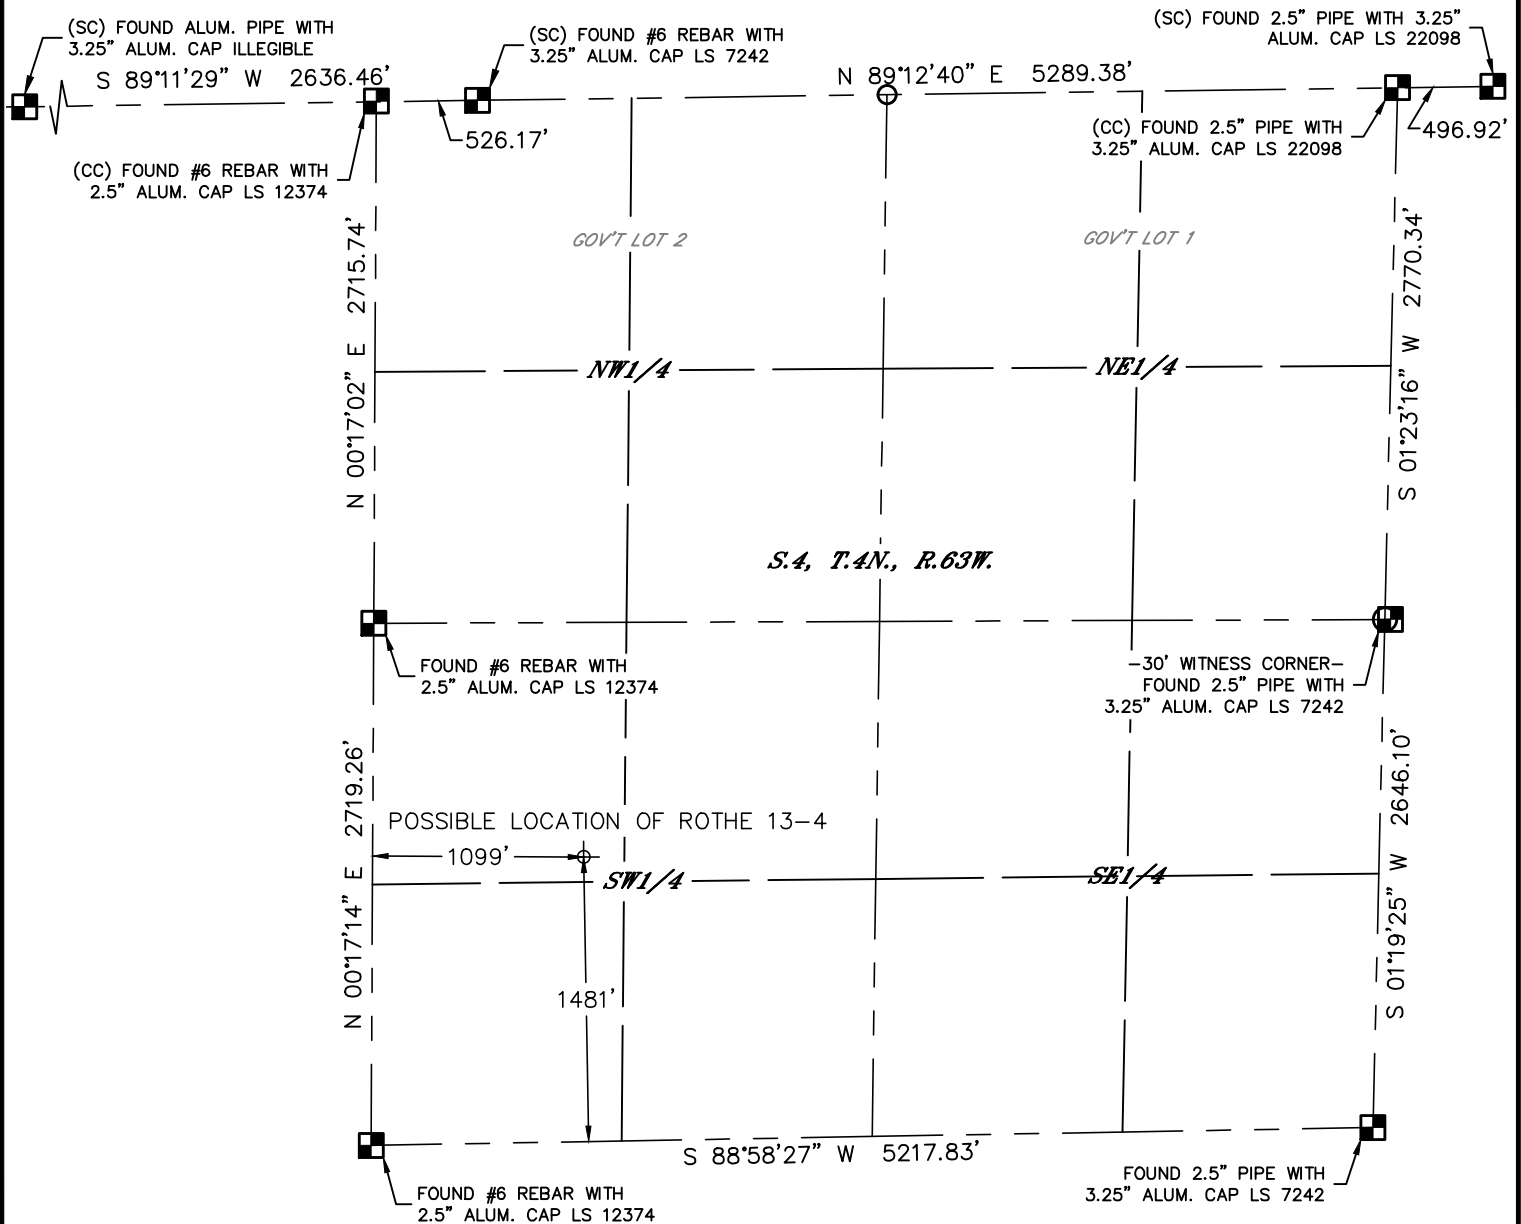 (SC) FOUND ALUM. PIPE WITH
3.25" ALUM. CAP ILLEGIBLE
(SC) FOUND #6 REBAR WITH
3.25" ALUM. CAP LS 7242
(SC) FOUND 2.5" PIPE WITH 3.25"
ALUM. CAP LS 22098
S 89°11'29" W 2636.46'
N 89°12'40" E 5289.38'
526.17'
(CC) FOUND 2.5" PIPE WITH
3.25" ALUM. CAP LS 22098
496.92'
(CC) FOUND #6 REBAR WITH
2.5" ALUM. CAP LS 12374
GOV'T LOT 2
GOV'T LOT 1
N 00°17'02" E 2715.74'
S 01°23'16" W 2770.34'
NW1/4
NE1/4
S.4, T.4N., R.63W.
FOUND #6 REBAR WITH
2.5" ALUM. CAP LS 12374
-30' WITNESS CORNER-
FOUND 2.5" PIPE WITH
3.25" ALUM. CAP LS 7242
N 00°17'14" E 2719.26'
S 01°19'25" W 2646.10'
POSSIBLE LOCATION OF ROTHE 13-4
1099'
SW1/4
SE1/4
1481'
S 88°58'27" W 5217.83'
FOUND #6 REBAR WITH
2.5" ALUM. CAP LS 12374
FOUND 2.5" PIPE WITH
3.25" ALUM. CAP LS 7242